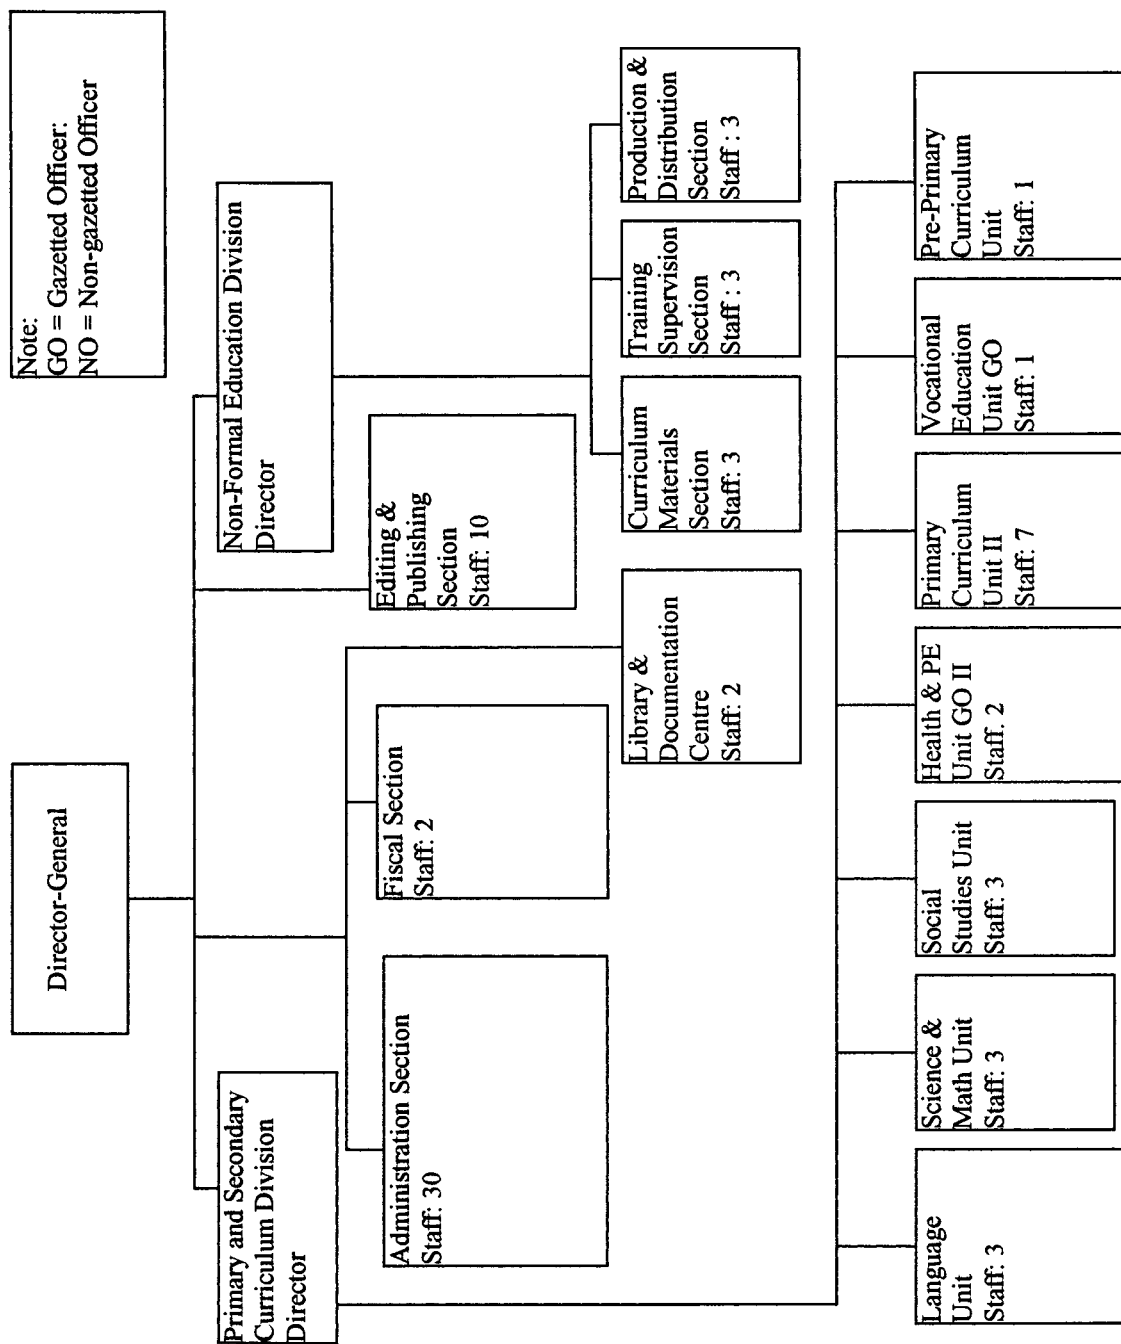 Note:
GO = Gazetted Officer:
NO = Non-gazetted Officer
Director-General
Primary and Secondary
Curriculum Division
Director
Non-Formal Education Division
Director
Administration Section
Staff: 30
Fiscal Section
Staff: 2
Editing &
Publishing
Section
Staff: 10
Library &
Documentation
Centre
Staff: 2
Curriculum
Materials
Section
Staff: 3
Training
Supervision
Section
Staff : 3
Production &
Distribution
Section
Staff : 3
Language
Unit
Staff: 3
Science &
Math Unit
Staff: 3
Social
Studies Unit
Staff: 3
Health & PE
Unit GO II
Staff. 2
Primary
Curriculum
Unit II
Staff: 7
Vocational
Education
Unit GO
Staff: 1
Pre-Primary
Curriculum
Unit
Staff: 1